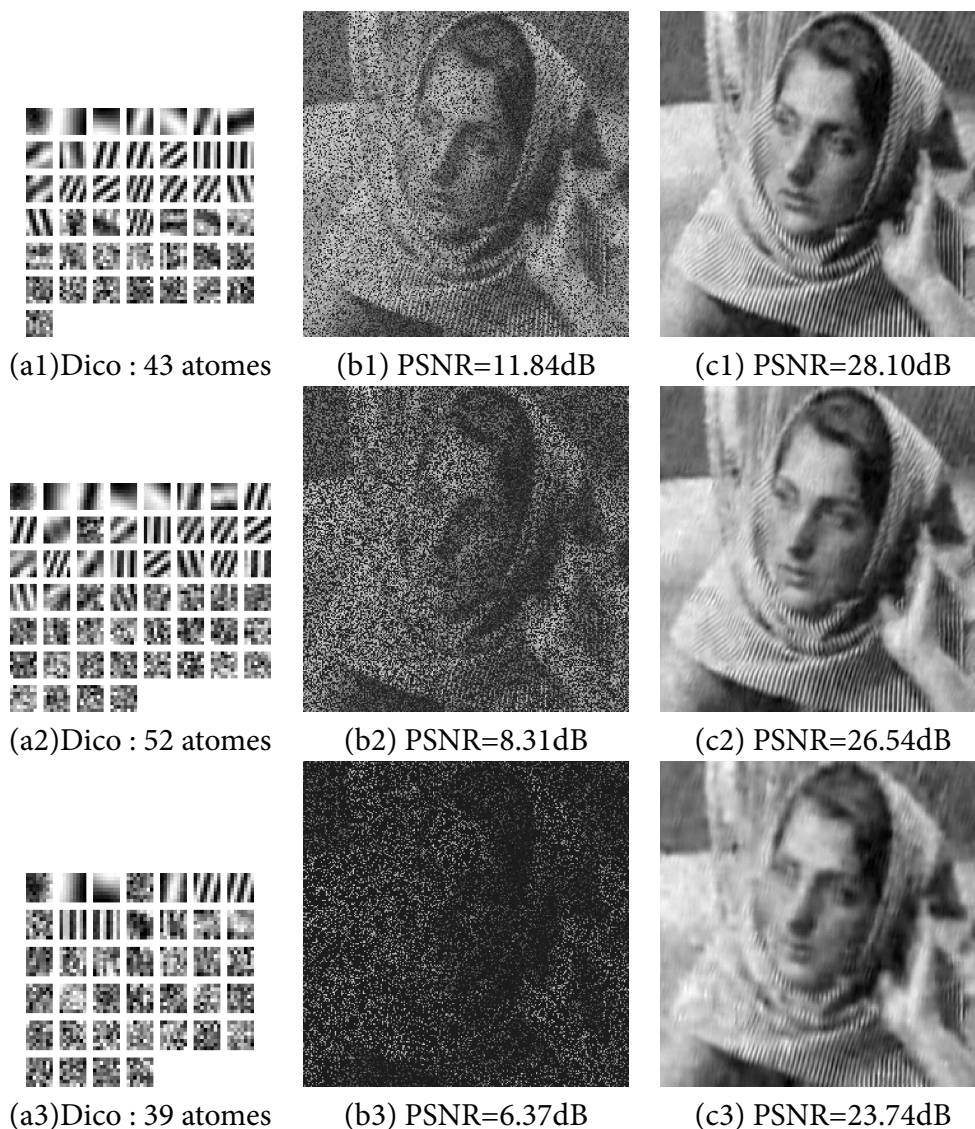 (a1)Dico : 43 atomes (b1) PSNR=11.84dB (c1) PSNR=28.10dB
(a2)Dico : 52 atomes (b2) PSNR=8.31dB (c2) PSNR=26.54dB
(a3)Dico : 39 atomes (b3) PSNR=6.37dB (c3) PSNR=23.74dB